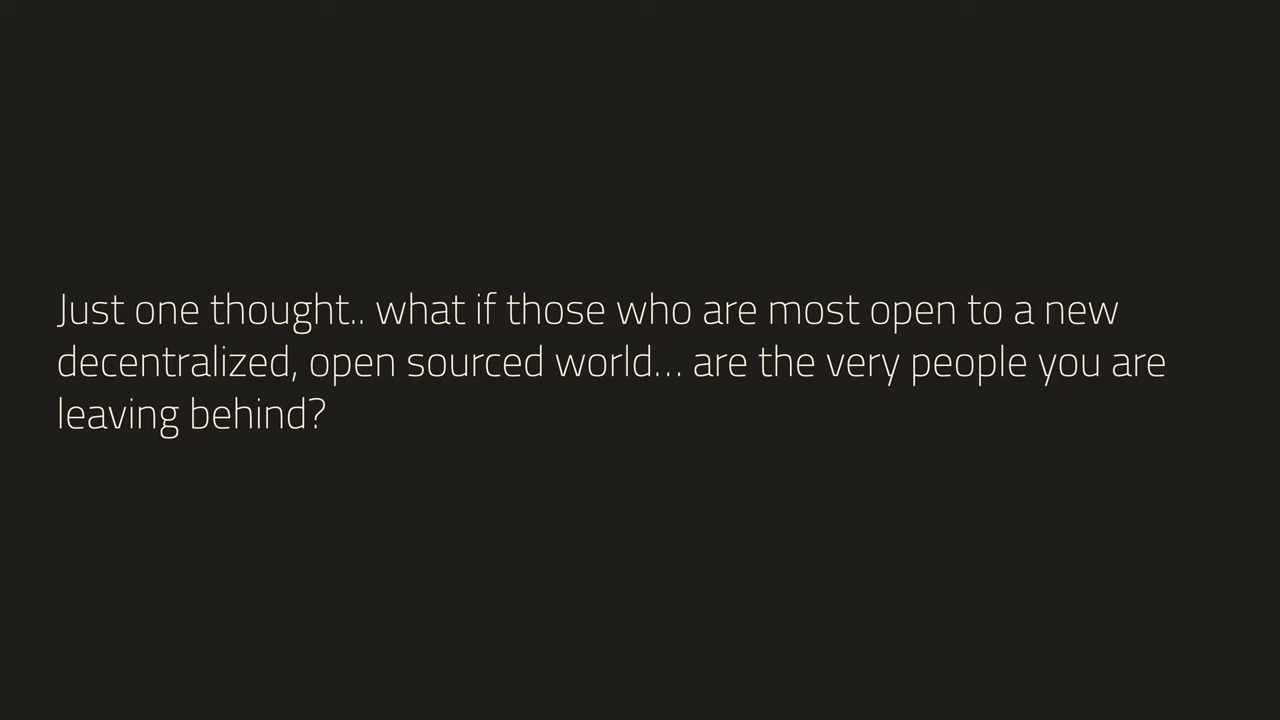 Just one thought.. what if those who are most open to a new
decentralized, open sourced world... are the very people you are
leaving behind?